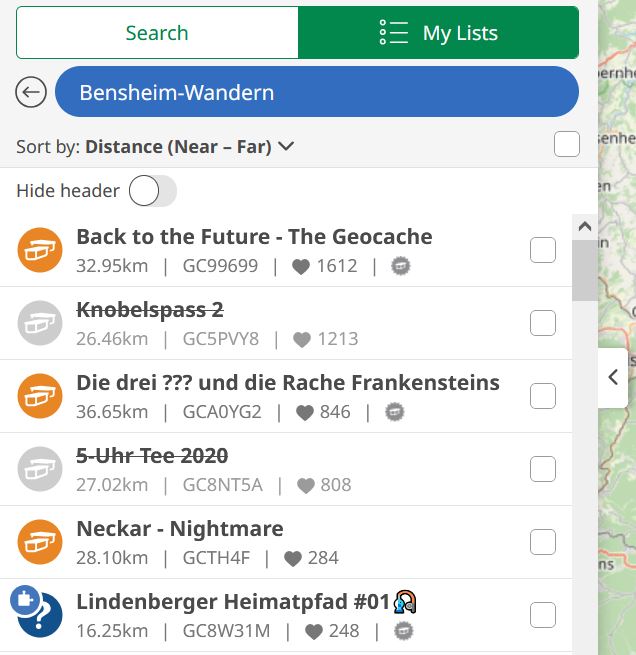 Search
My Lists
Bensheim-Wandern
Sort by: Distance (Near – Far)
Hide header
Back to the Future - The Geocache
32.95km | GC99699 | 1612 |
Knobelspass 2
26.46km | GC5PVY8 | 1213
Die drei ??? und die Rache Frankensteins
36.65km | GCA0YG2 | 846 |
5-Uhr Tee 2020
27.02km | GC8NT5A | 808
Neckar - Nightmare
28.10km | GCTH4F | 284
Lindenberger Heimatpfad #01
16.25km | GC8W31M | 248 |